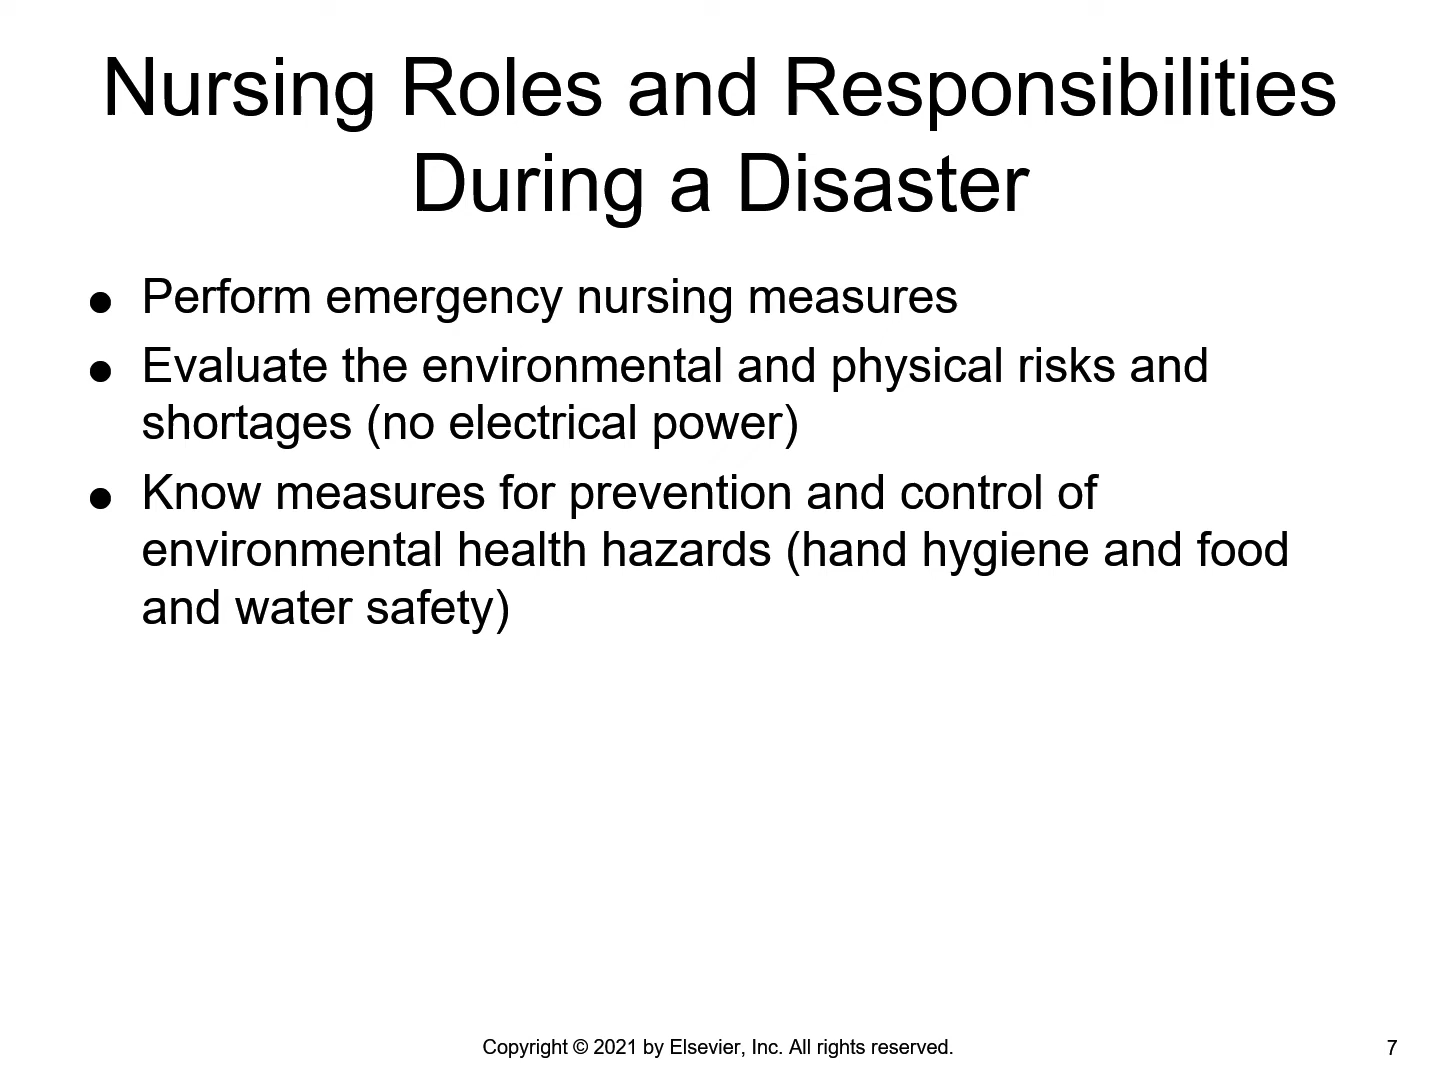 Nursing Roles and Responsibilities
During a Disaster
● Perform emergency nursing measures
● Evaluate the environmental and physical risks and
shortages (no electrical power)
● Know measures for prevention and control of
environmental health hazards (hand hygiene and food
and water safety)
Copyright © 2021 by Elsevier, Inc. All rights reserved.
7